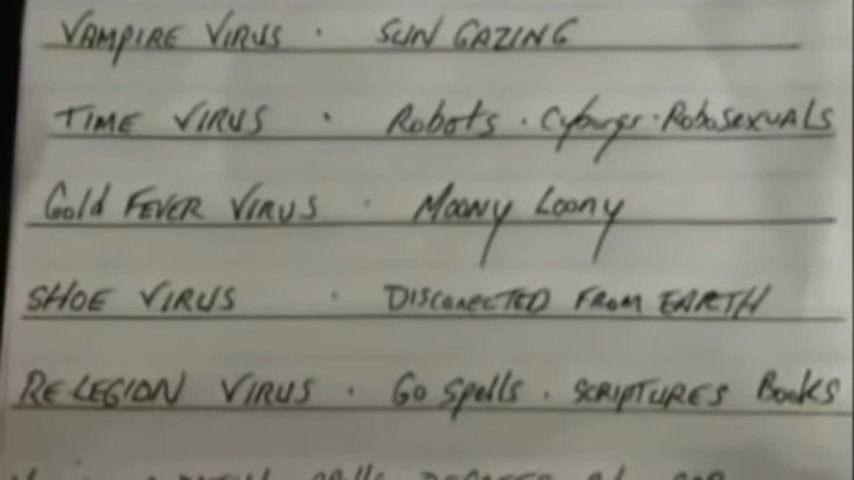 VAMPIRE VIRUS · SUN GAZING
TIME VIRUS · Robots · Cyborgs · RoboSEXUALS
Gold FEVER VIRUS · Moony Loony
SHOE VIRUS · DISCONECTED FROM EARTH
RE-LEGION VIRUS · Go Spells · SCRIPTURES Books